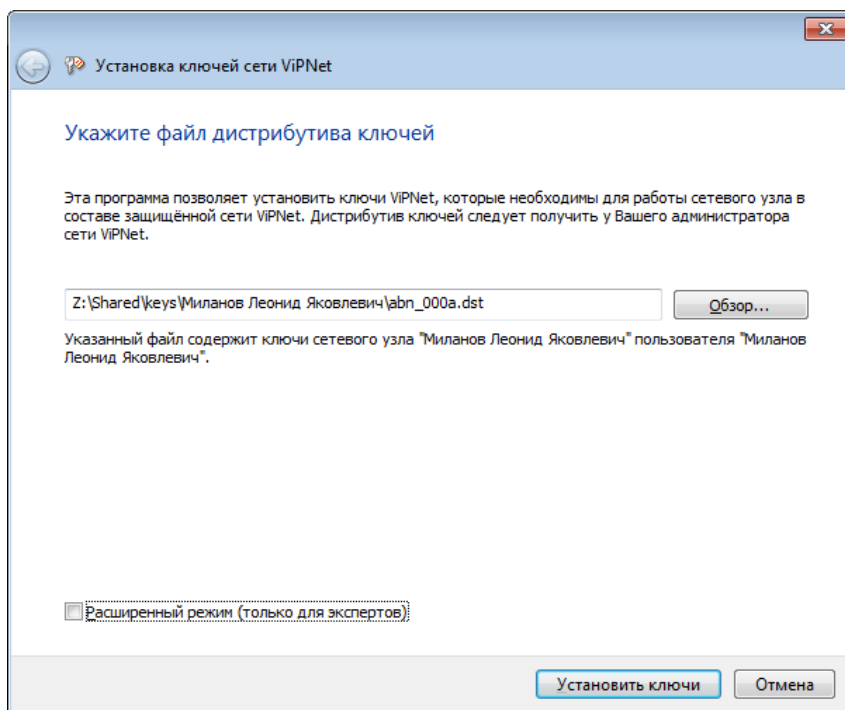 Установка ключей сети ViPNet
Укажите файл дистрибутива ключей
Эта программа позволяет установить ключи ViPNet, которые необходимы для работы сетевого узла в
составе защищённой сети ViPNet. Дистрибутив ключей следует получить у Вашего администратора
сети ViPNet.
Z:\Shared\keys\Миланов Леонид Яковлевич\abn_000a.dst
Обзор...
Указанный файл содержит ключи сетевого узла "Миланов Леонид Яковлевич" пользователя "Миланов
Леонид Яковлевич".
Расширенный режим (только для экспертов)
Установить ключи
Отмена